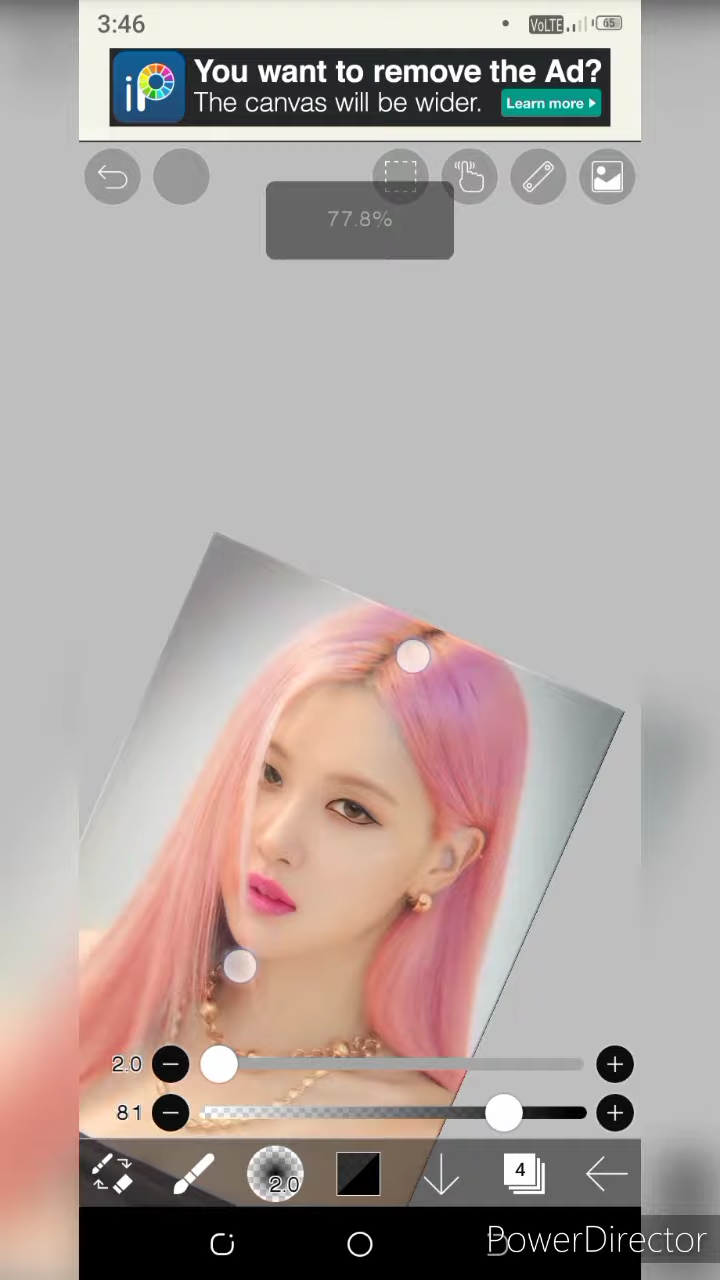 3:46
VoLTE
65
You want to remove the Ad?
iP
The canvas will be wider.
Learn more
77.8%
2.0
81
2.0
4
PowerDirector